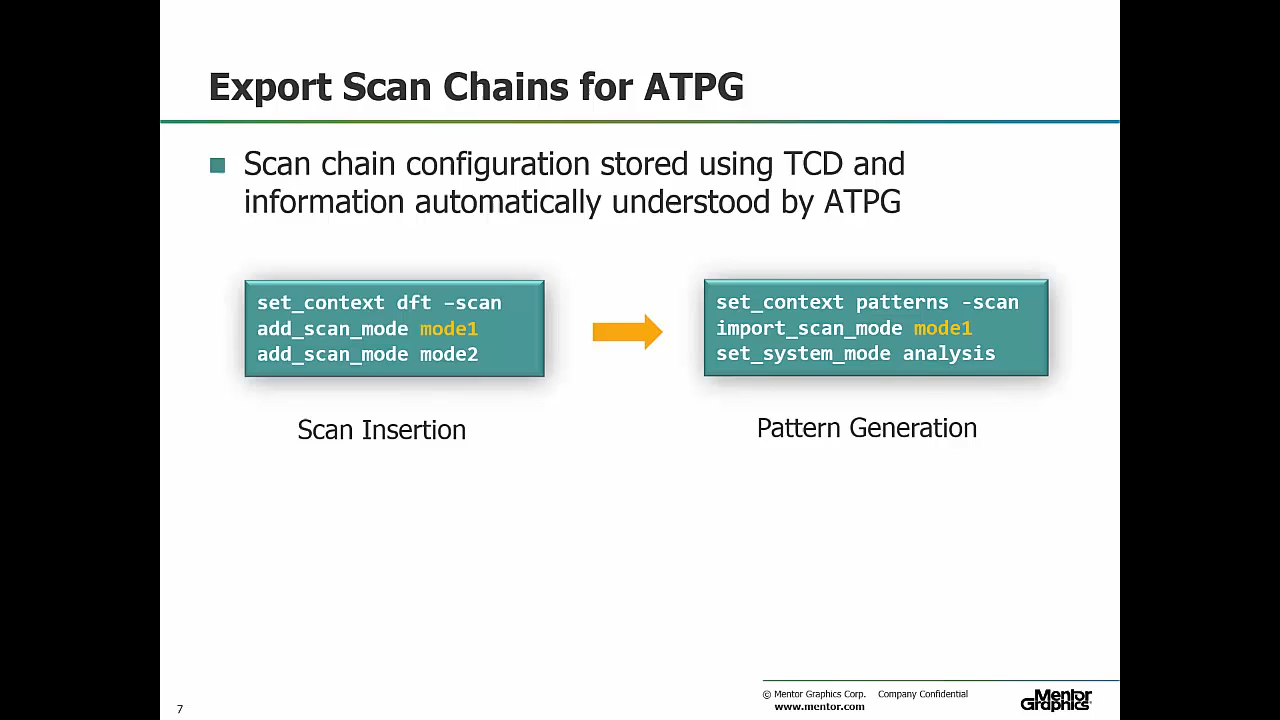 Export Scan Chains for ATPG
Scan chain configuration stored using TCD and
information automatically understood by ATPG
set_context dft –scan
add_scan_mode mode1
add_scan_mode mode2
set_context patterns -scan
import_scan_mode mode1
set_system_mode analysis
Scan Insertion
Pattern Generation
© Mentor Graphics Corp. Company Confidential
www.mentor.com
Mentor
Graphics
7